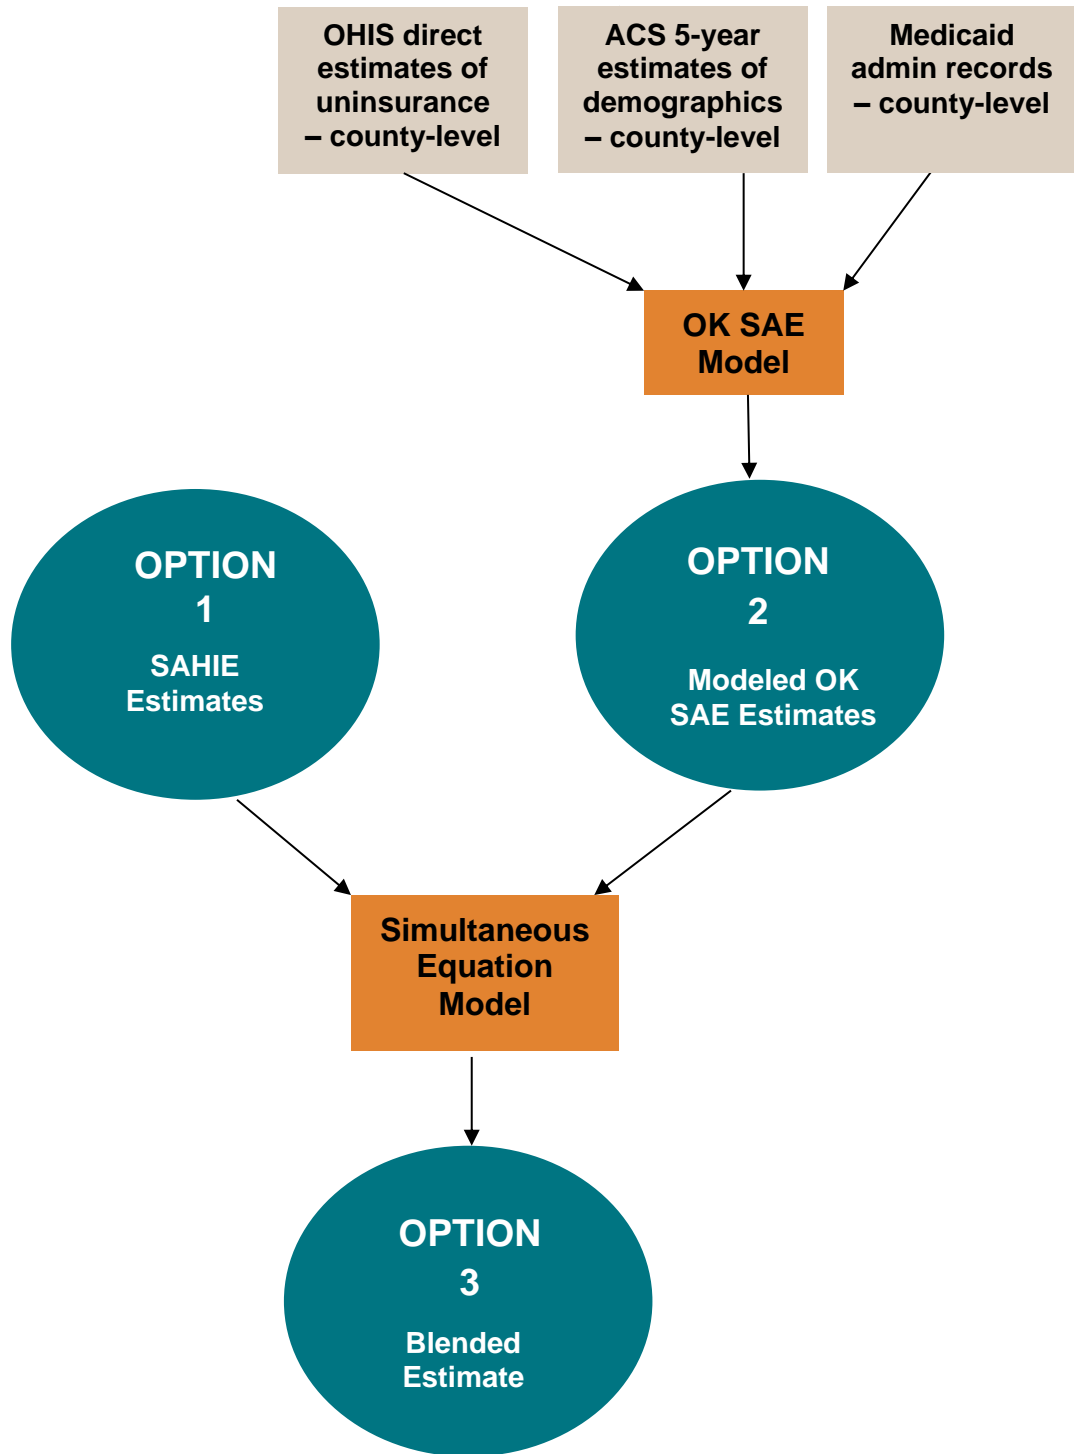 OHIS direct
estimates of
uninsurance
– county-level
ACS 5-year
estimates of
demographics
– county-level
Medicaid
admin records
– county-level
OK SAE
Model
OPTION
1
SAHIE
Estimates
OPTION
2
Modeled OK
SAE Estimates
Simultaneous
Equation
Model
OPTION
3
Blended
Estimate